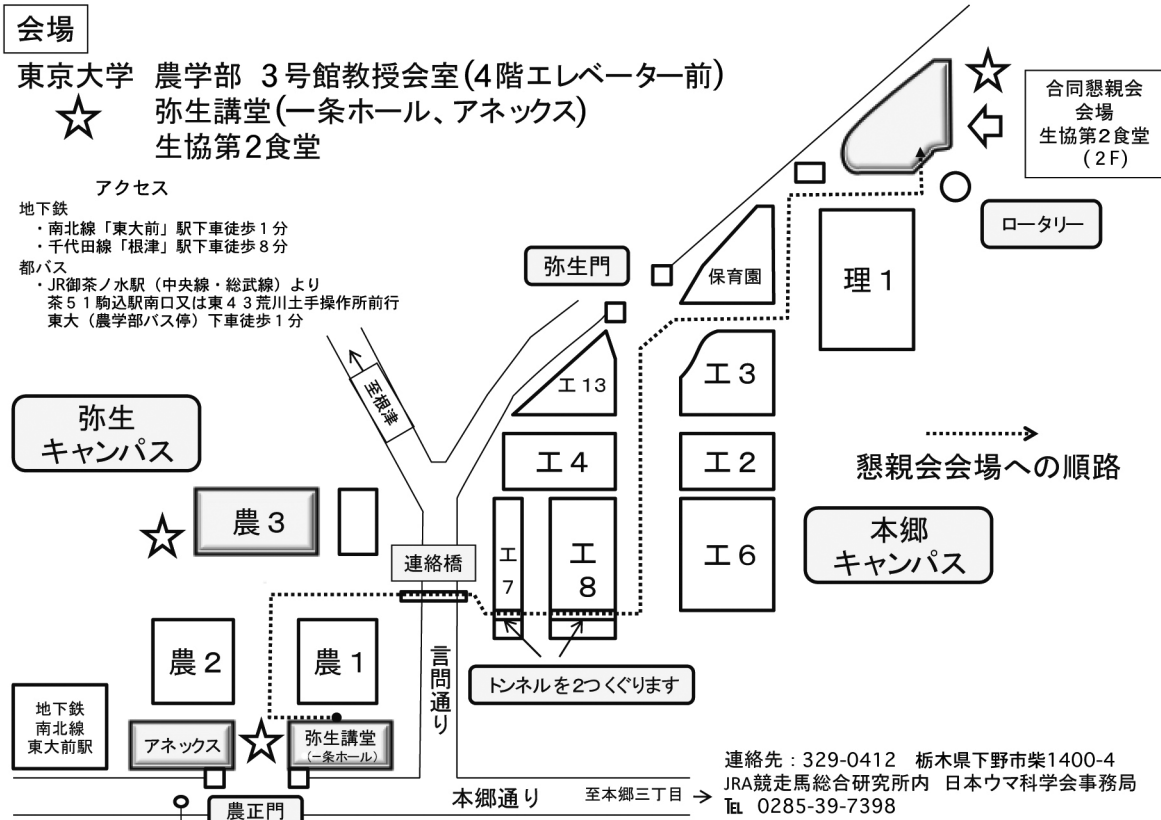 会場
東京大学 農学部 3号館教授会室(4階エレベーター前)
☆ 弥生講堂(一条ホール、アネックス)
生協第2食堂
アクセス
地下鉄
・南北線「東大前」駅下車徒歩1分
・千代田線「根津」駅下車徒歩8分
都バス
・JR御茶ノ水駅(中央線・総武線)より
茶51駒込駅南口又は東43荒川土手操作所前行
東大(農学部バス停)下車徒歩1分
合同懇親会
会場
生協第2食堂
(2F)
ロータリー
弥生門
保育園
理1
工13
工3
至根津
弥生
キャンパス
工4
工2
懇親会会場への順路
農3
連絡橋
工7
工8
工6
本郷
キャンパス
農2
農1
言問通り
トンネルを2つくぐります
地下鉄
南北線
東大前駅
アネックス
弥生講堂
(一条ホール)
農正門
本郷通り
至本郷三丁目
連絡先:329-0412 栃木県下野市柴1400-4
JRA競走馬総合研究所内 日本ウマ科学会事務局
℡ 0285-39-7398